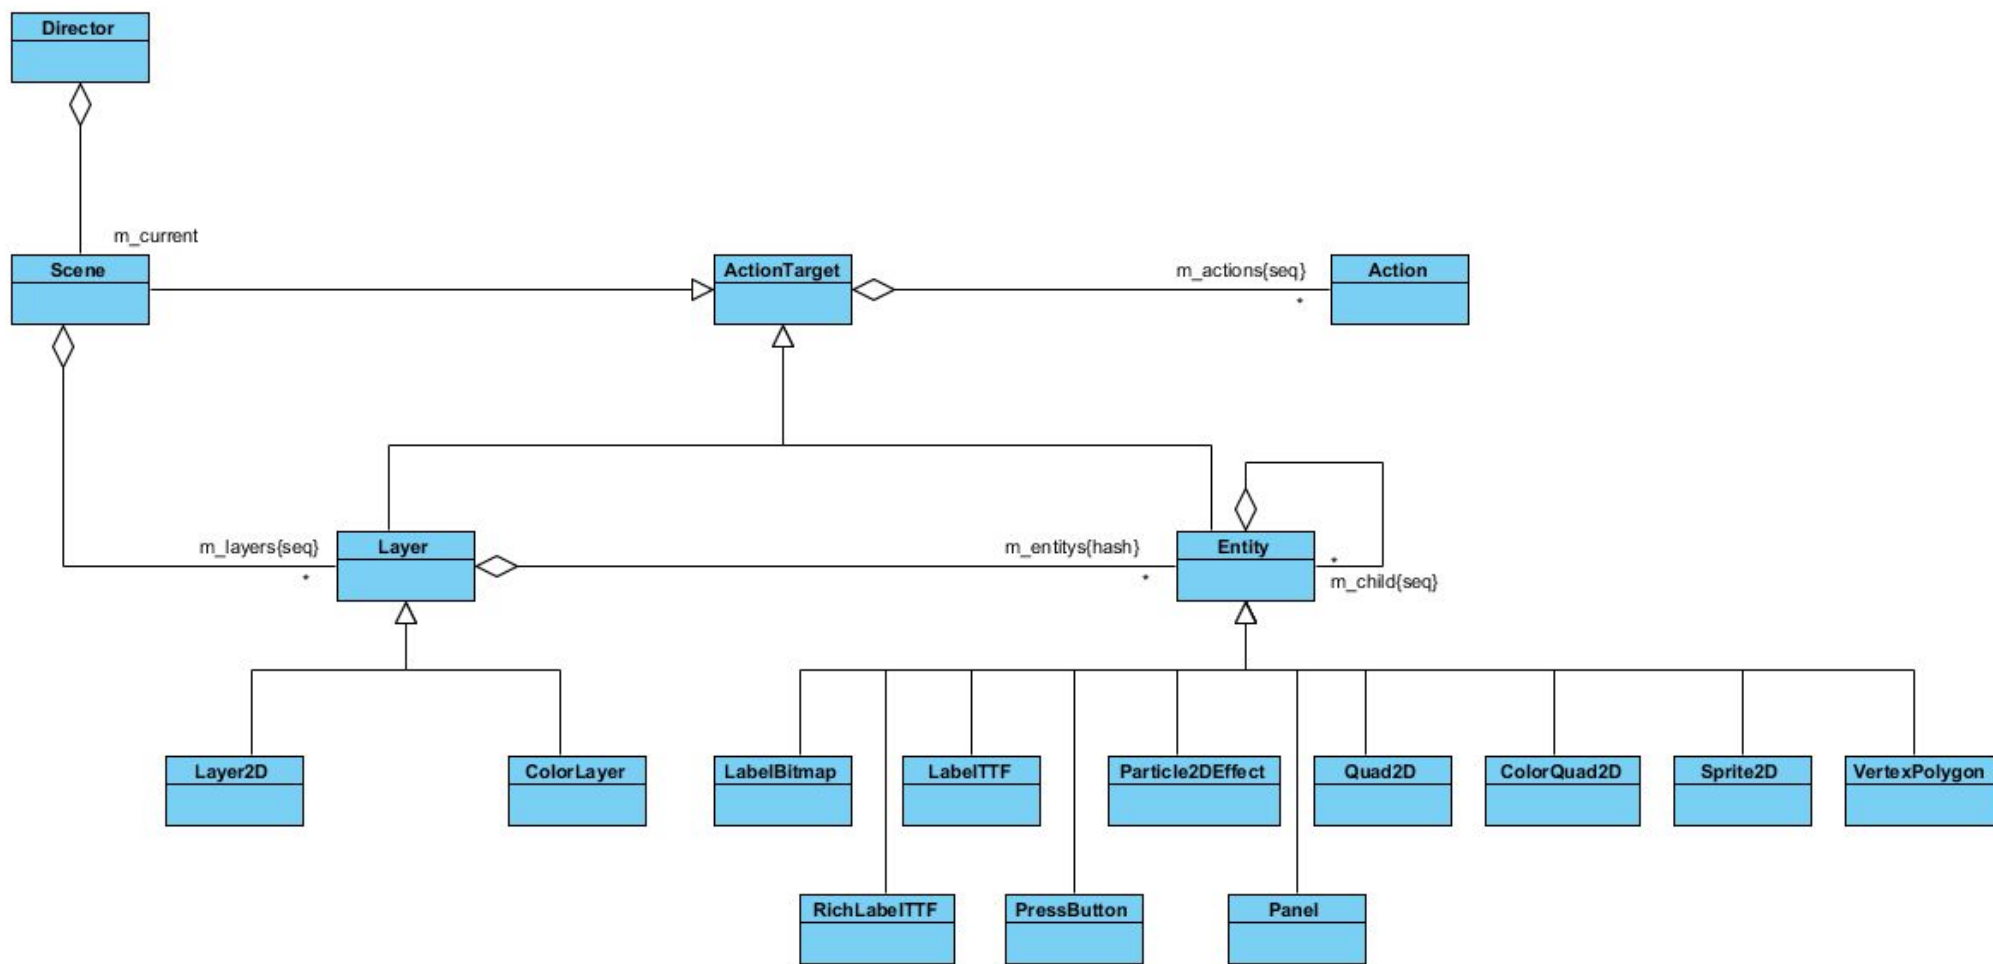 Director
m_current
Scene
ActionTarget
m_actions{seq}
*
Action
m_layers{seq}
*
Layer
m_entitys{hash}
*
Entity
*
m_child{seq}
Layer2D
ColorLayer
LabelBitmap
LabelTTF
Particle2DEffect
Quad2D
ColorQuad2D
Sprite2D
VertexPolygon
RichLabelTTF
PressButton
Panel